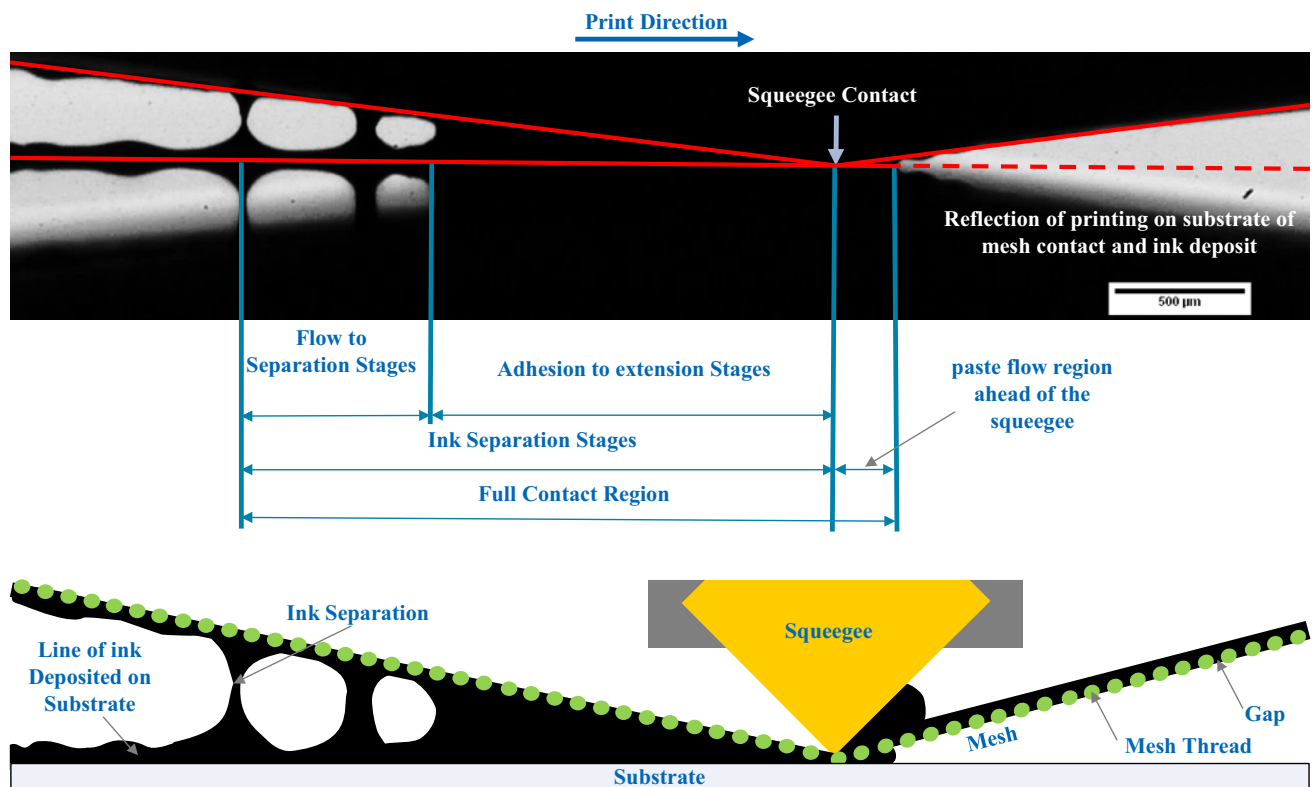 Print Direction
Squeegee Contact
Reflection of printing on substrate of
mesh contact and ink deposit
500 µm
Flow to
Separation Stages
Adhesion to extension Stages
paste flow region
ahead of the
squeegee
Ink Separation Stages
Full Contact Region
Ink Separation
Squeegee
Line of ink
Deposited on
Substrate
Gap
Mesh
Mesh Thread
Substrate